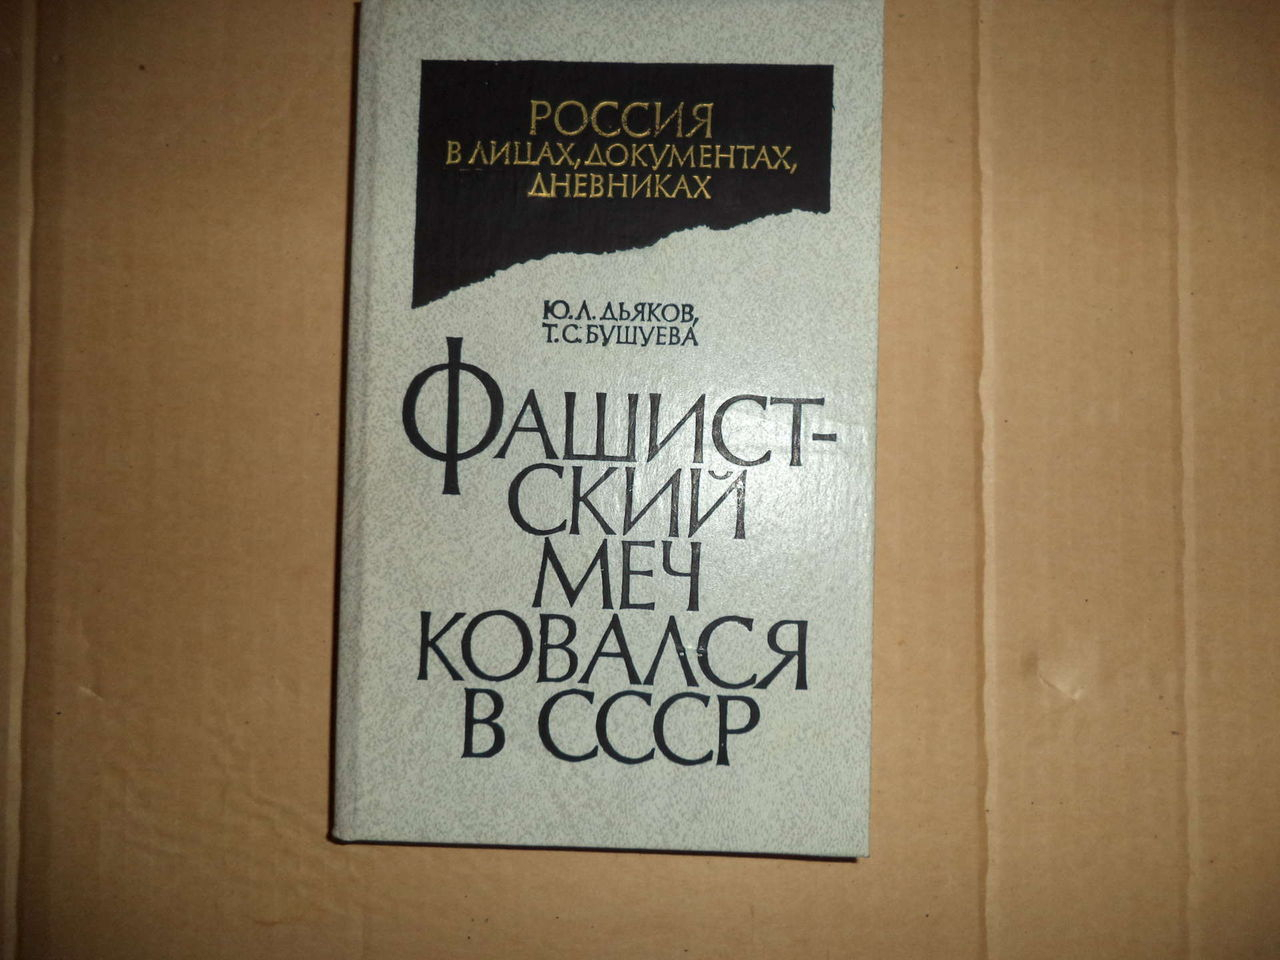 РОССИЯ
В ЛИЦАХ, ДОКУМЕНТАХ,
ДНЕВНИКАХ
Ю.Л. ДЬЯКОВ,
Т.С. БУШУЕВА
ФАШИСТ-
СКИЙ
МЕЧ
КОВАЛСЯ
В СССР